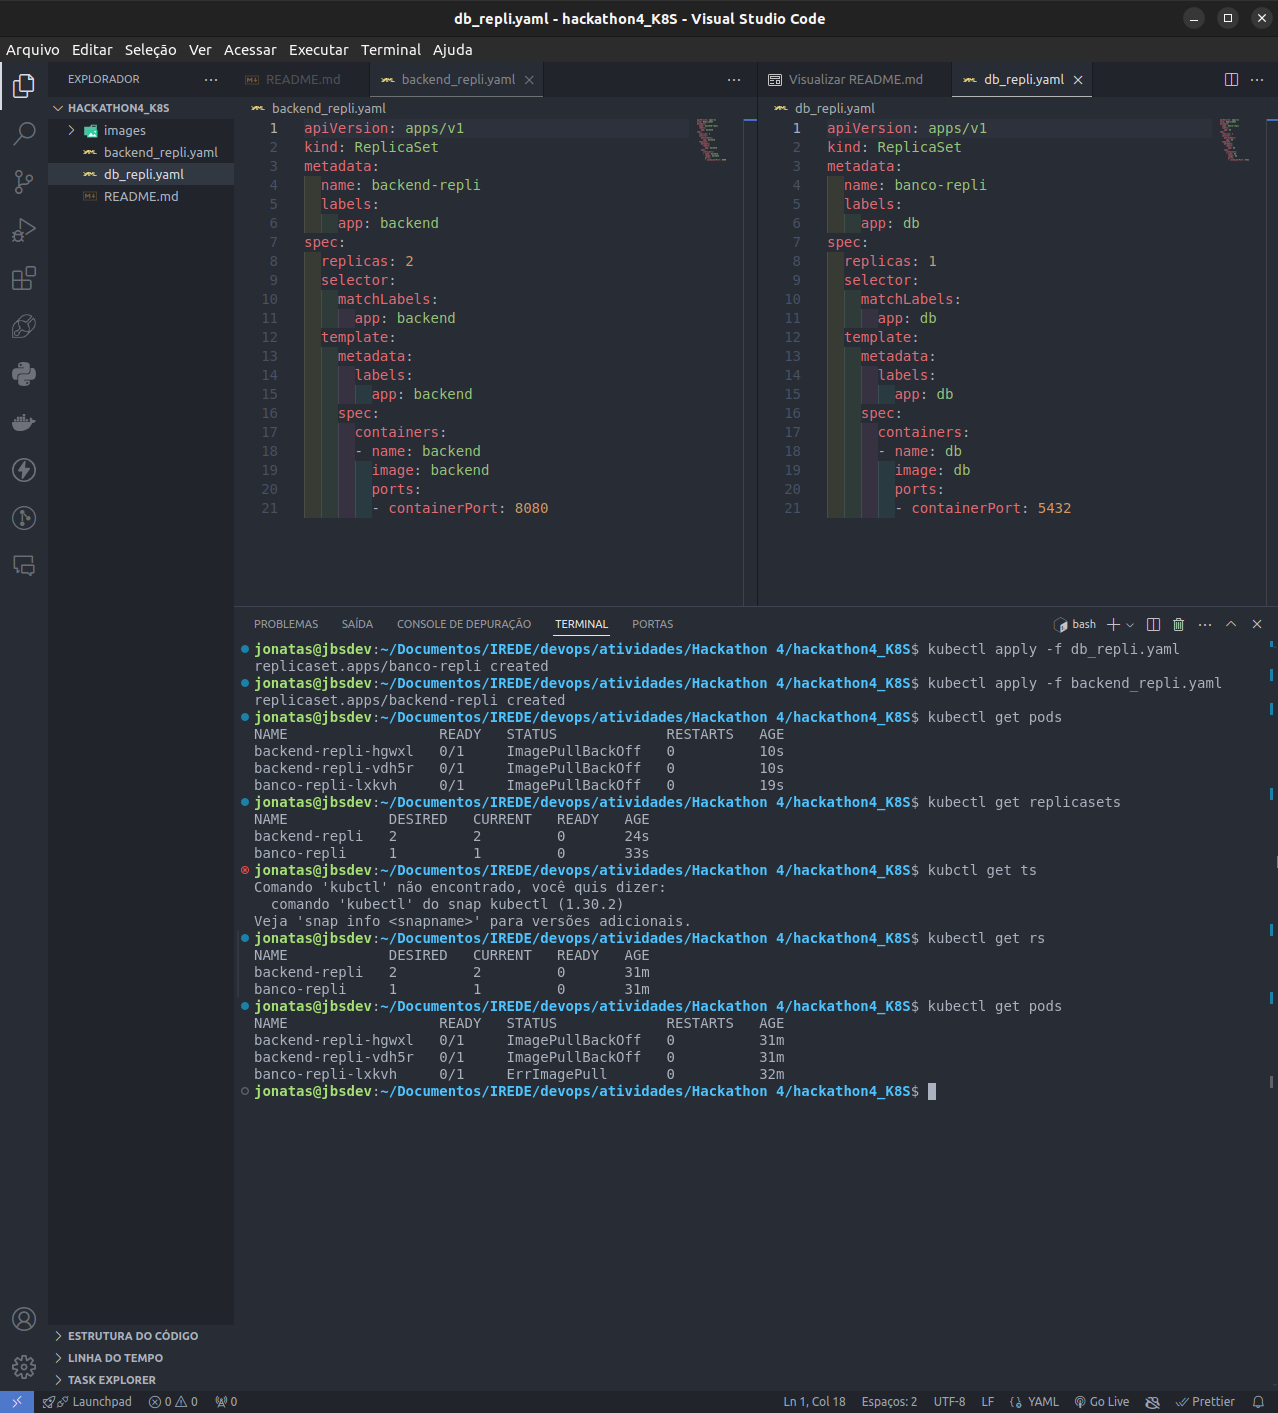 db_repli.yaml - hackathon4_K8S - Visual Studio Code
Arquivo Editar Seleção Ver Acessar Executar Terminal Ajuda
EXPLORADOR
HACKATHON4_K8S
images
backend_repli.yaml
db_repli.yaml
README.md
README.md
backend_repli.yaml
backend_repli.yaml
1 apiVersion: apps/v1
2 kind: ReplicaSet
3 metadata:
4 name: backend-repli
5 labels:
6 app: backend
7 spec:
8 replicas: 2
9 selector:
10 matchLabels:
11 app: backend
12 template:
13 metadata:
14 labels:
15 app: backend
16 spec:
17 containers:
18 - name: backend
19 image: backend
20 ports:
21 - containerPort: 8080
Visualizar README.md
db_repli.yaml
db_repli.yaml
1 apiVersion: apps/v1
2 kind: ReplicaSet
3 metadata:
4 name: banco-repli
5 labels:
6 app: db
7 spec:
8 replicas: 1
9 selector:
10 matchLabels:
11 app: db
12 template:
13 metadata:
14 labels:
15 app: db
16 spec:
17 containers:
18 - name: db
19 image: db
20 ports:
21 - containerPort: 5432
PROBLEMAS SAÍDA CONSOLE DE DEPURAÇÃO TERMINAL PORTAS
bash
jonatas@jbsdev:~/Documentos/IREDE/devops/atividades/Hackathon 4/hackathon4_K8S$ kubectl apply -f db_repli.yaml
replicaset.apps/banco-repli created
jonatas@jbsdev:~/Documentos/IREDE/devops/atividades/Hackathon 4/hackathon4_K8S$ kubectl apply -f backend_repli.yaml
replicaset.apps/backend-repli created
jonatas@jbsdev:~/Documentos/IREDE/devops/atividades/Hackathon 4/hackathon4_K8S$ kubectl get pods
NAME READY STATUS RESTARTS AGE
backend-repli-hgwxl 0/1 ImagePullBackOff 0 10s
backend-repli-vdh5r 0/1 ImagePullBackOff 0 10s
banco-repli-lxkvh 0/1 ImagePullBackOff 0 19s
jonatas@jbsdev:~/Documentos/IREDE/devops/atividades/Hackathon 4/hackathon4_K8S$ kubectl get replicasets
NAME DESIRED CURRENT READY AGE
backend-repli 2 2 0 24s
banco-repli 1 1 0 33s
jonatas@jbsdev:~/Documentos/IREDE/devops/atividades/Hackathon 4/hackathon4_K8S$ kubctl get ts
Comando 'kubctl' não encontrado, você quis dizer:
comando 'kubectl' do snap kubectl (1.30.2)
Veja 'snap info <snapname>' para versões adicionais.
jonatas@jbsdev:~/Documentos/IREDE/devops/atividades/Hackathon 4/hackathon4_K8S$ kubectl get rs
NAME DESIRED CURRENT READY AGE
backend-repli 2 2 0 31m
banco-repli 1 1 0 31m
jonatas@jbsdev:~/Documentos/IREDE/devops/atividades/Hackathon 4/hackathon4_K8S$ kubectl get pods
NAME READY STATUS RESTARTS AGE
backend-repli-hgwxl 0/1 ImagePullBackOff 0 31m
backend-repli-vdh5r 0/1 ImagePullBackOff 0 31m
banco-repli-lxkvh 0/1 ErrImagePull 0 32m
jonatas@jbsdev:~/Documentos/IREDE/devops/atividades/Hackathon 4/hackathon4_K8S$
ESTRUTURA DO CÓDIGO
LINHA DO TEMPO
TASK EXPLORER
Launchpad 0 0 0 Ln 1, Col 18 Espaços: 2 UTF-8 LF YAML Go Live Prettier